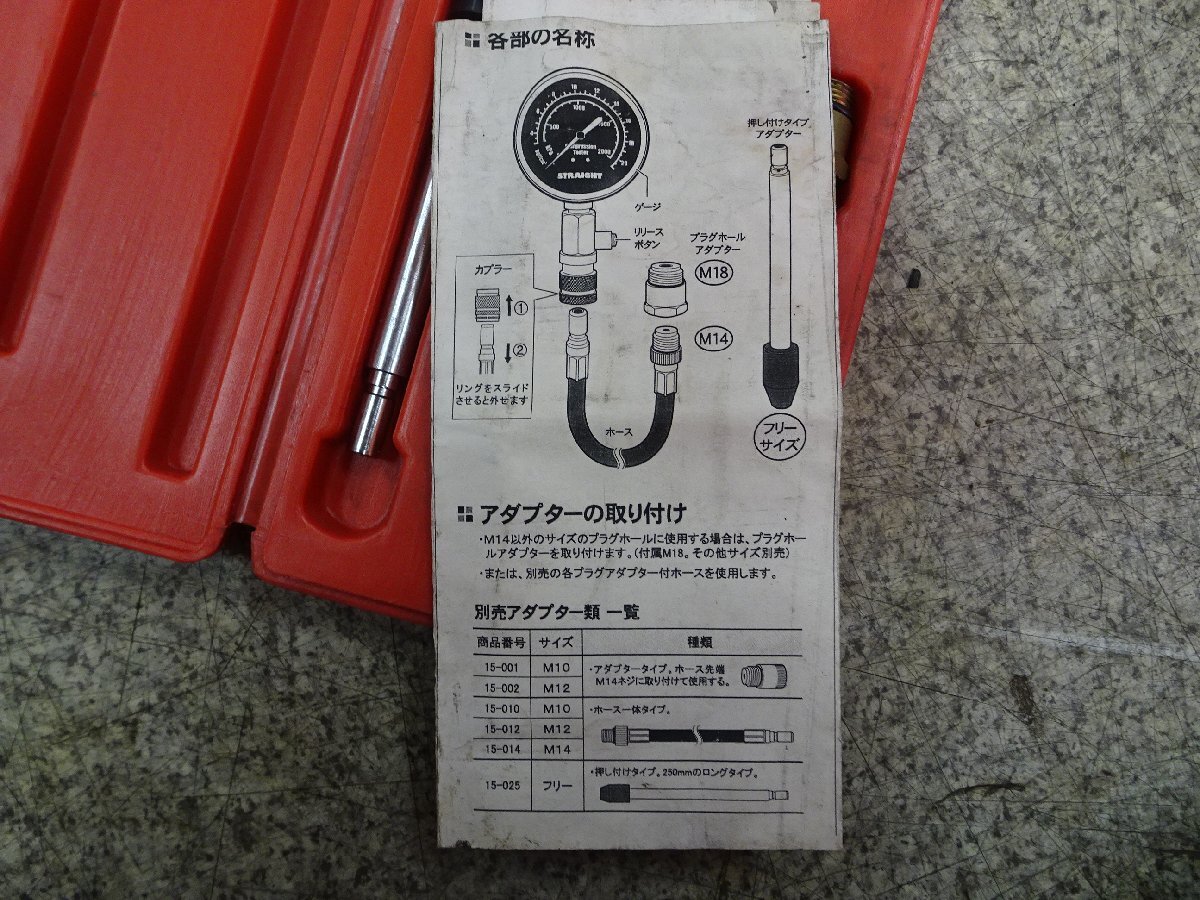 各部の名称
押し付けタイプ
アダプター
1000
500
2000
Tester
STRAIGHT
ゲージ
リリース
ボタン
プラグホール
アダプター
M18
カプラー
①
②
M14
リングをスライド
させると外せます
ホース
フリー
サイズ
アダプターの取り付け
・M14以外のサイズのプラグホールに使用する場合は、プラグホー
ルアダプターを取り付けます。(付属M18。その他サイズ別売)
・または、別売の各プラグアダプター付ホースを使用します。
別売アダプター類 一覧
商品番号 サイズ 種類
15-001 M10 ・アダプタータイプ。ホース先端
M14ネジに取り付けて使用する。
15-002 M12
15-010 M10 ・ホース一体タイプ。
15-012 M12
15-014 M14
15-025 フリー ・押し付けタイプ。250mmのロングタイプ。